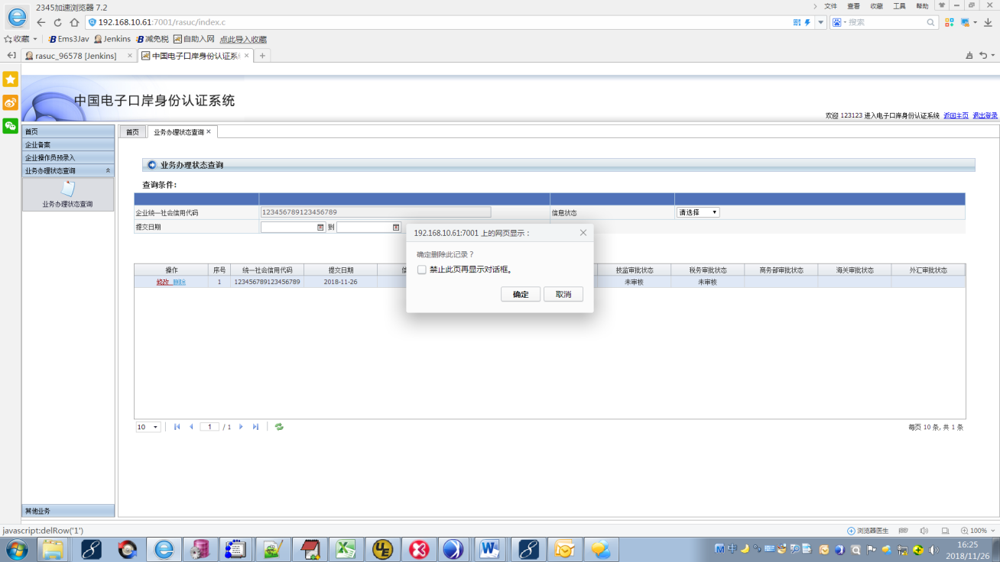 2345加速浏览器 7.2
文件 查看 收藏 工具 帮助
192.168.10.61:7001/rasuc/index.c
搜索
收藏 Ems3Jav Jenkins 减免税 自助入网 点此导入收藏
rasuc_96578 [Jenkins] 中国电子口岸身份认证系
中国电子口岸身份认证系统
欢迎 123123 进入电子口岸身份认证系统 返回主页 退出登录
首页
企业备案
企业操作员预录入
业务办理状态查询
业务办理状态查询
其他业务
首页 业务办理状态查询
业务办理状态查询
查询条件:
企业统一社会信用代码 123456789123456789 信息状态 请选择
提交日期 到
192.168.10.61:7001 上的网页显示：
确定删除此记录？
禁止此页再显示对话框。
确定 取消
操作 序号 统一社会信用代码 提交日期 技监审批状态 税务审批状态 商务部审批状态 海关审批状态 外汇审批状态
修改 删除 1 123456789123456789 2018-11-26 未审核 未审核
10 1 / 1
每页 10 条, 共 1 条
javascript:delRow('1')
浏览器医生 100%
16:25
2018/11/26